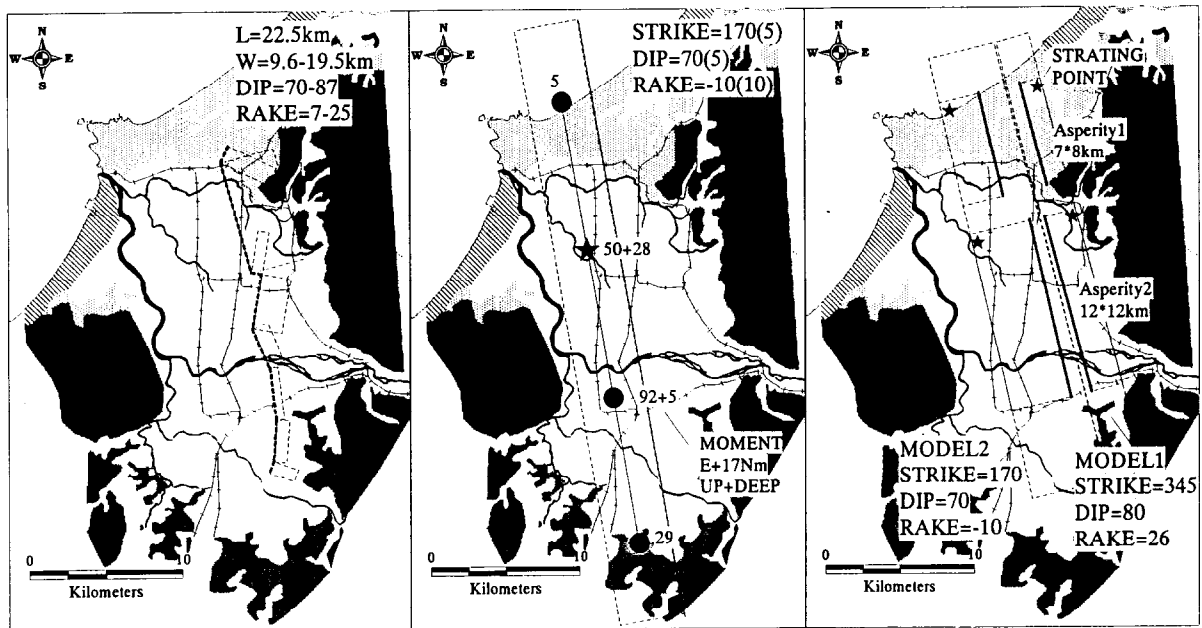 N
W E
S
L=22.5km
W=9.6-19.5km
DIP=70-87
RAKE=7-25
0 10
Kilometers
N
W E
S
STRIKE=170(5)
DIP=70(5)
RAKE=-10(10)
5
50+28
92+5
MOMENT
E+17Nm
UP+DEEP
29
0 10
Kilometers
N
W E
S
STRATING
POINT
Asperity1
7*8km
Asperity2
12*12km
MODEL2
STRIKE=170
DIP=70
RAKE=-10
MODEL1
STRIKE=345
DIP=80
RAKE=26
0 10
Kilometers